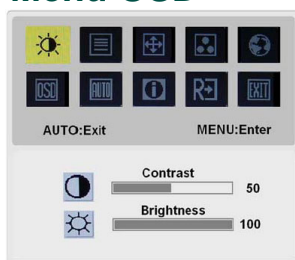 OSD AUTO i R EXIT
AUTO:Exit MENU:Enter
Contrast
50
Brightness
100